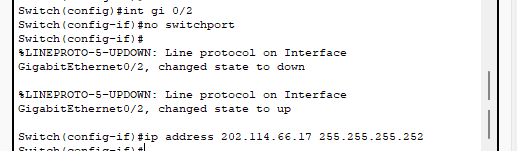 Switch(config)#int gi 0/2
Switch(config-if)#no switchport
Switch(config-if)#
%LINEPROTO-5-UPDOWN: Line protocol on Interface
GigabitEthernet0/2, changed state to down
%LINEPROTO-5-UPDOWN: Line protocol on Interface
GigabitEthernet0/2, changed state to up
Switch(config-if)#ip address 202.114.66.17 255.255.255.252
Switch(config-if)#